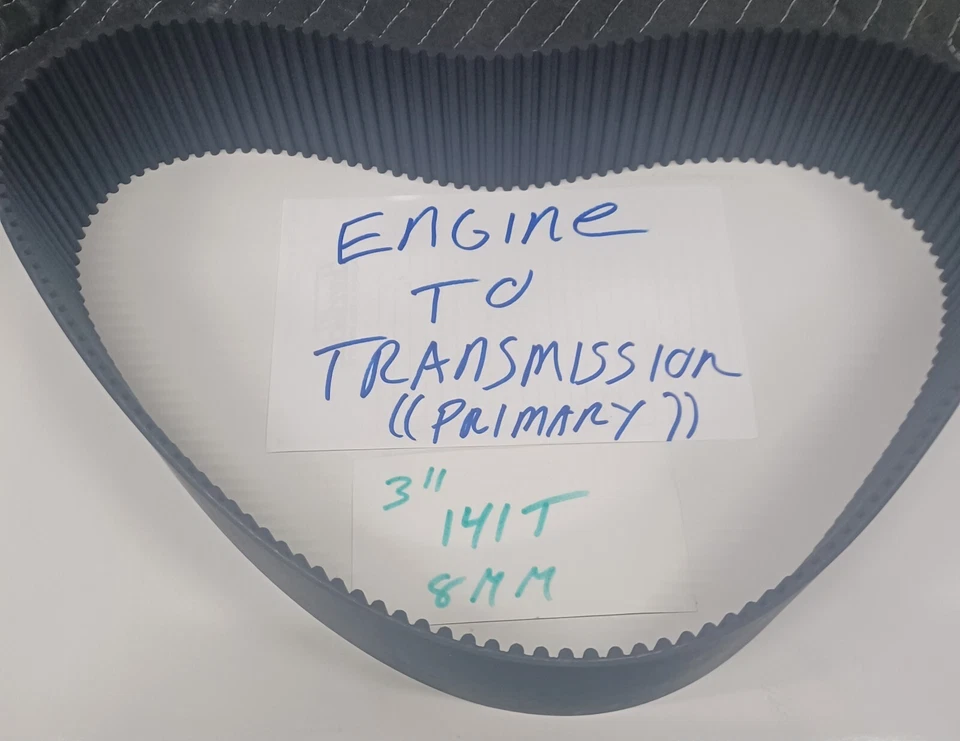 ENGINE
TO
TRANSMISSION
((PRIMARY))
3"
141T
8MM